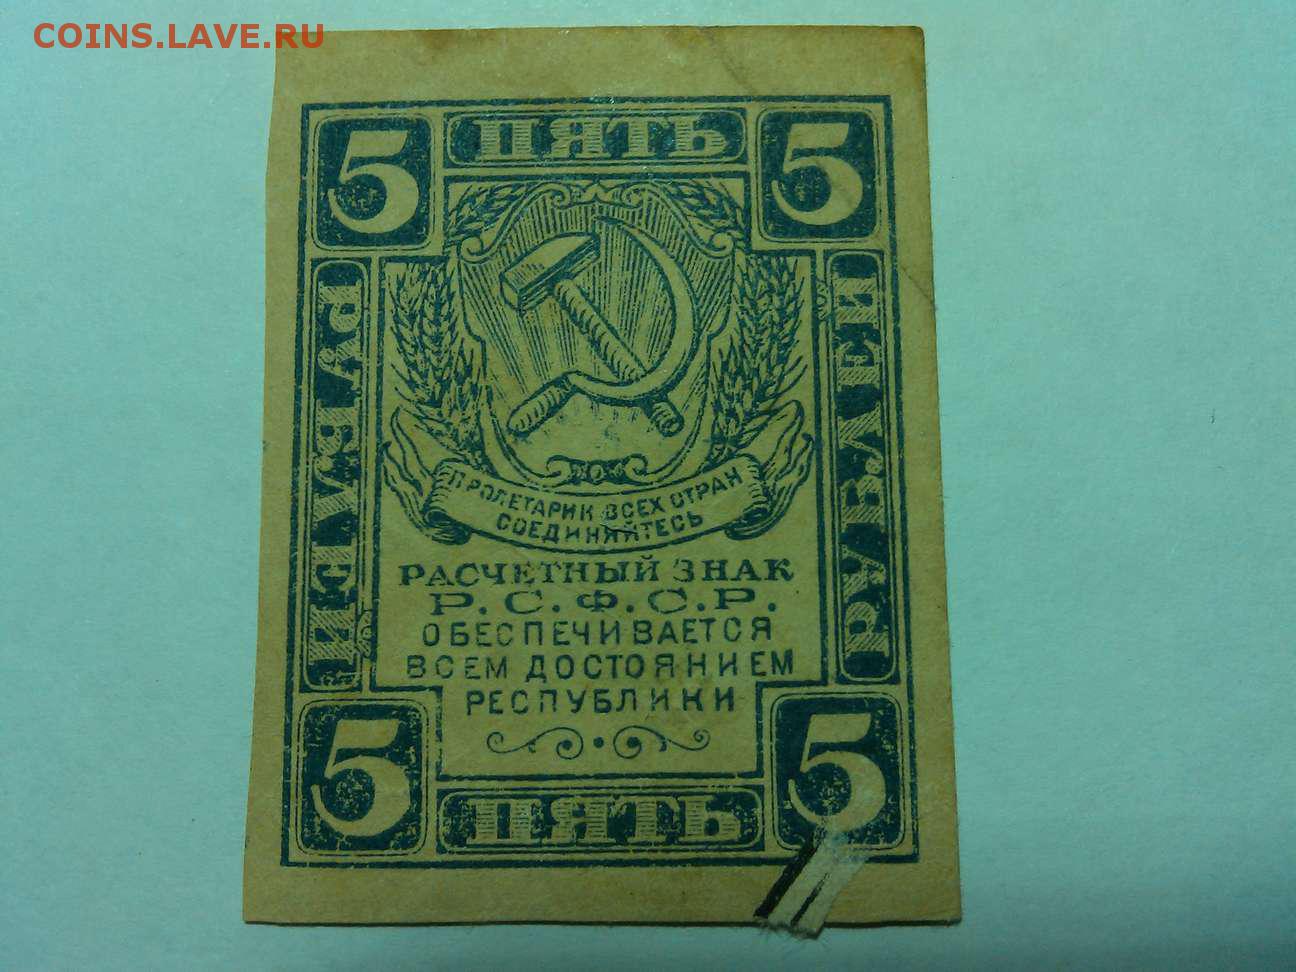 COINS.LAVE.RU
5 ПЯТЬ 5
РУБЛЕЙ
РУБЛЕЙ
ПРОЛЕТАРИИ ВСЕХ СТРАН
СОЕДИНЯЙТЕСЬ
РАСЧЕТНЫЙ ЗНАК
Р.С.Ф.С.Р.
ОБЕСПЕЧИВАЕТСЯ
ВСЕМ ДОСТОЯНИЕМ
РЕСПУБЛИКИ
5 ПЯТЬ 5